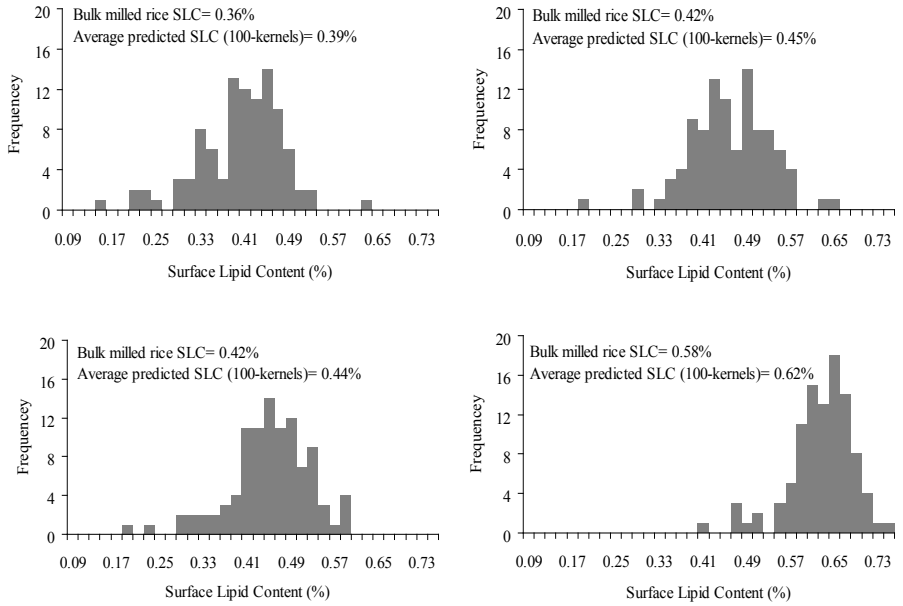 Bulk milled rice SLC= 0.36%
Average predicted SLC (100-kernels)= 0.39%
20
16
12
8
4
0
Frequencey
0.09 0.17 0.25 0.33 0.41 0.49 0.57 0.65 0.73
Surface Lipid Content (%)
Bulk milled rice SLC= 0.42%
Average predicted SLC (100-kernels)= 0.45%
20
16
12
8
4
0
Frequencey
0.09 0.17 0.25 0.33 0.41 0.49 0.57 0.65 0.73
Surface Lipid Content (%)
Bulk milled rice SLC= 0.42%
Average predicted SLC (100-kernels)= 0.44%
20
16
12
8
4
0
Frequencey
0.09 0.17 0.25 0.33 0.41 0.49 0.57 0.65 0.73
Surface Lipid Content (%)
Bulk milled rice SLC= 0.58%
Average predicted SLC (100-kernels)= 0.62%
20
16
12
8
4
0
Frequencey
0.09 0.17 0.25 0.33 0.41 0.49 0.57 0.65 0.73
Surface Lipid Content (%)